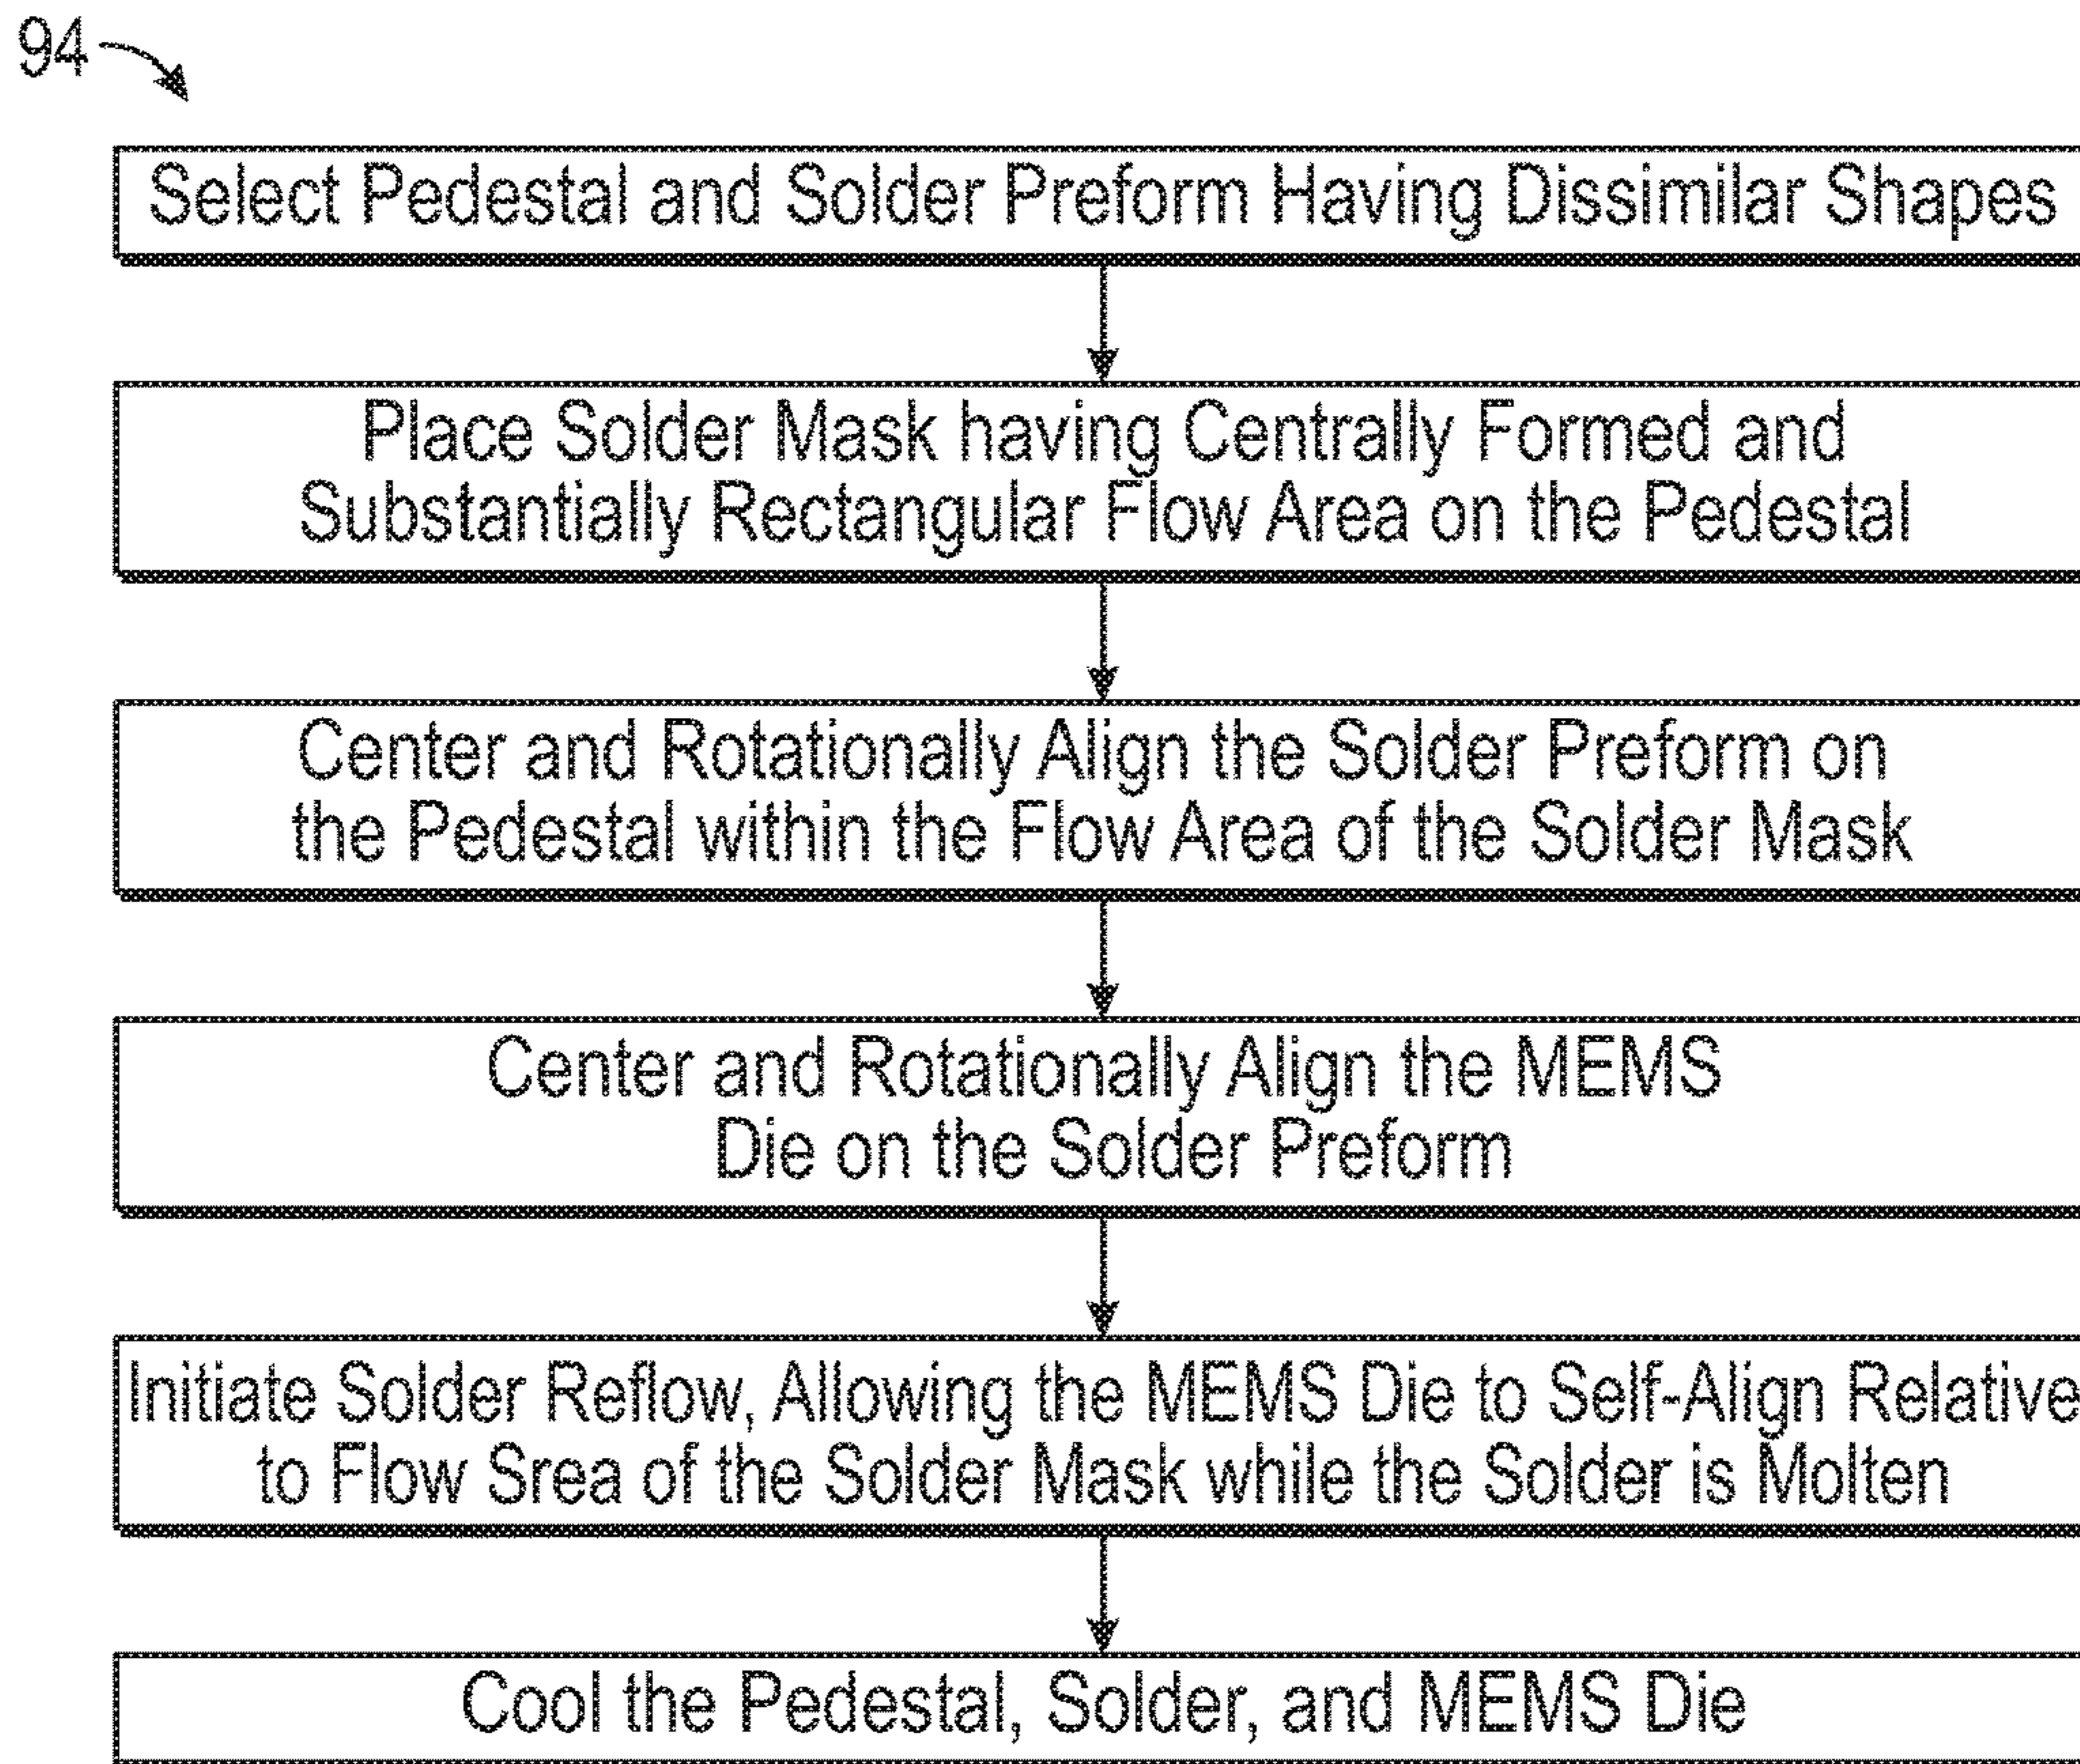 94
Select Pedestal and Solder Preform Having Dissimilar Shapes
Place Solder Mask having Centrally Formed and
Substantially Rectangular Flow Area on the Pedestal
Center and Rotationally Align the Solder Preform on
the Pedestal within the Flow Area of the Solder Mask
Center and Rotationally Align the MEMS
Die on the Solder Preform
Initiate Solder Reflow, Allowing the MEMS Die to Self-Align Relative
to Flow Srea of the Solder Mask while the Solder is Molten
Cool the Pedestal, Solder, and MEMS Die